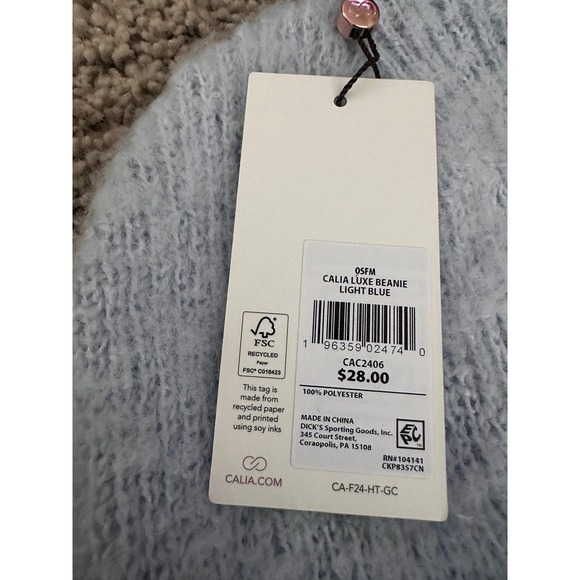 OSFM
CALIA LUXE BEANIE
LIGHT BLUE
1 96359 02474 0
CAC2406
$28.00
100% POLYESTER
MADE IN CHINA
DICK'S Sporting Goods, Inc.
345 Court Street,
Coraopolis, PA 15108
EPC
RN#104141
CKP8357CN
FSC
RECYCLED
Paper
FSC® C016423
This tag is
made from
recycled paper
and printed
using soy inks
CALIA.COM
CA-F24-HT-GC